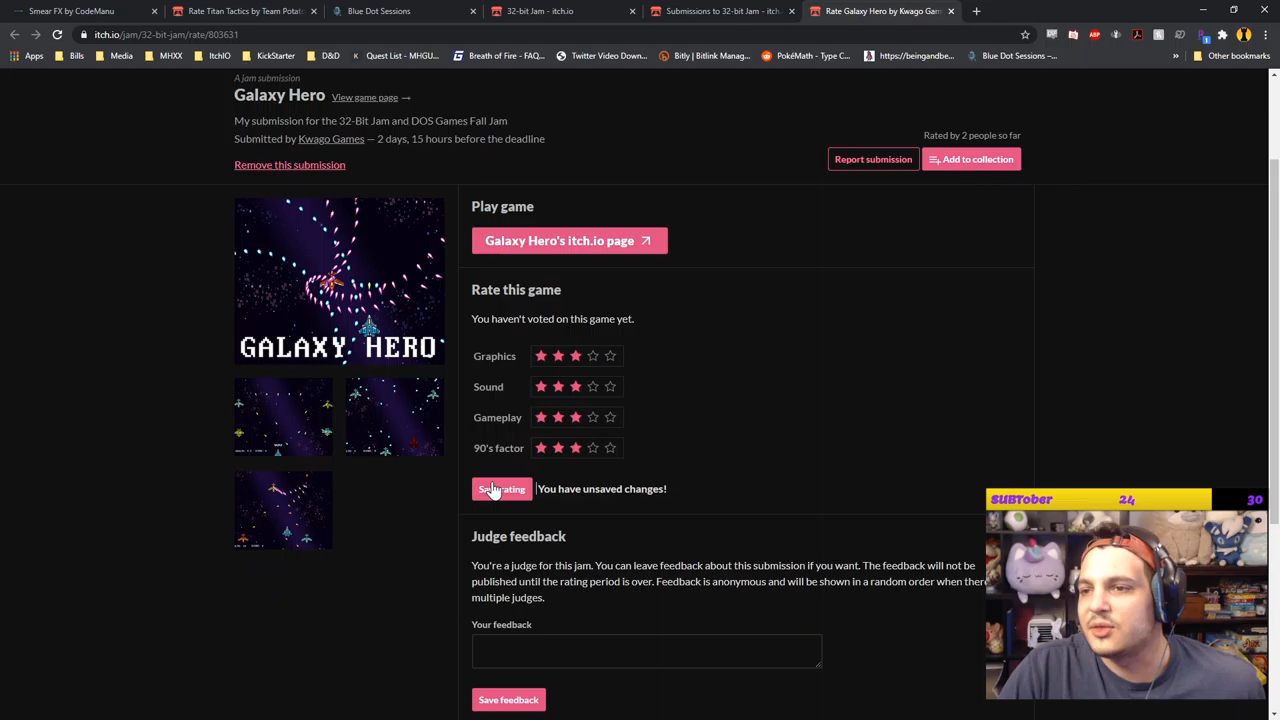 Smear FX by CodeManu
Rate Titan Tactics by Team Potato
Blue Dot Sessions
32-bit Jam - itch.io
Submissions to 32-bit Jam - itch.
Rate Galaxy Hero by Kwago Gam
itch.io/jam/32-bit-jam/rate/803631
Apps
Bills
Media
MHXX
ItchIO
KickStarter
D&D
Quest List - MHGU...
Breath of Fire - FAQ...
Twitter Video Down...
Bitly | Bitlink Manag...
PokéMath - Type C...
https://beingandbe...
Blue Dot Sessions –...
Other bookmarks
A jam submission
Galaxy Hero View game page →
My submission for the 32-Bit Jam and DOS Games Fall Jam
Submitted by Kwago Games — 2 days, 15 hours before the deadline
Rated by 2 people so far
Remove this submission
Report submission
Add to collection
GALAXY HERO
Play game
Galaxy Hero's itch.io page
Rate this game
You haven't voted on this game yet.
Graphics
Sound
Gameplay
90's factor
You have unsaved changes!
Judge feedback
You're a judge for this jam. You can leave feedback about this submission if you want. The feedback will not be
published until the rating period is over. Feedback is anonymous and will be shown in a random order when ther
multiple judges.
Your feedback
Save feedback
SUBTober 24 30